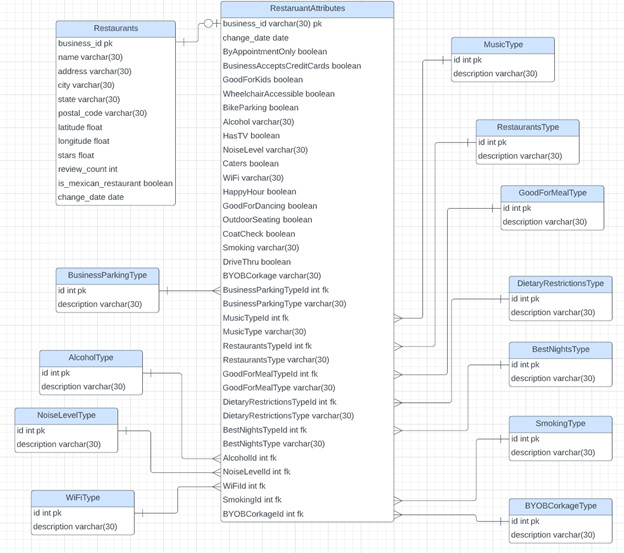 Restaurants
business_id pk
name varchar(30)
address varchar(30)
city varchar(30)
state varchar(30)
postal_code varchar(30)
latitude float
longitude float
stars float
review_count int
is_mexican_restaurant boolean
change_date date
RestaruantAttributes
business_id varchar(30) pk
change_date date
ByAppointmentOnly boolean
BusinessAcceptsCreditCards boolean
GoodForKids boolean
WheelchairAccessible boolean
BikeParking boolean
Alcohol varchar(30)
HasTV boolean
NoiseLevel varchar(30)
Caters boolean
WiFi varchar(30)
HappyHour boolean
GoodForDancing boolean
OutdoorSeating boolean
CoatCheck boolean
Smoking varchar(30)
DriveThru boolean
BYOBCorkage varchar(30)
BusinessParkingTypeId int fk
BusinessParkingType varchar(30)
MusicTypeId int fk
MusicType varchar(30)
RestaurantsTypeId int fk
RestaurantsType varchar(30)
GoodForMealTypeId int fk
GoodForMealType varchar(30)
DietaryRestrictionsTypeId int fk
DietaryRestrictionsType varchar(30)
BestNightsTypeId int fk
BestNightsType varchar(30)
AlcoholId int fk
NoiseLevelId int fk
WiFiId int fk
SmokingId int fk
BYOBCorkageId int fk
BusinessParkingType
id int pk
description varchar(30)
AlcoholType
id int pk
description varchar(30)
NoiseLevelType
id int pk
description varchar(30)
WiFiType
id int pk
description varchar(30)
MusicType
id int pk
description varchar(30)
RestaurantsType
id int pk
description varchar(30)
GoodForMealType
id int pk
description varchar(30)
DietaryRestrictionsType
id int pk
description varchar(30)
BestNightsType
id int pk
description varchar(30)
SmokingType
id int pk
description varchar(30)
BYOBCorkageType
id int pk
description varchar(30)